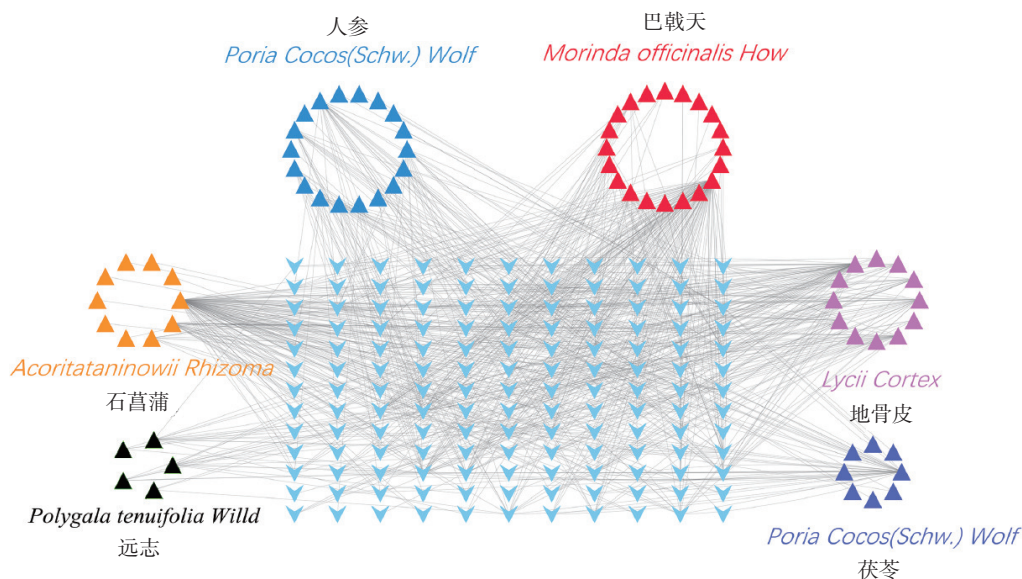 人参
Poria Cocos(Schw.) Wolf
巴戟天
Morinda officinalis How
Acoritataninowii Rhizoma
石菖蒲
Lycii Cortex
地骨皮
Polygala tenuifolia Willd
远志
Poria Cocos(Schw.) Wolf
茯苓